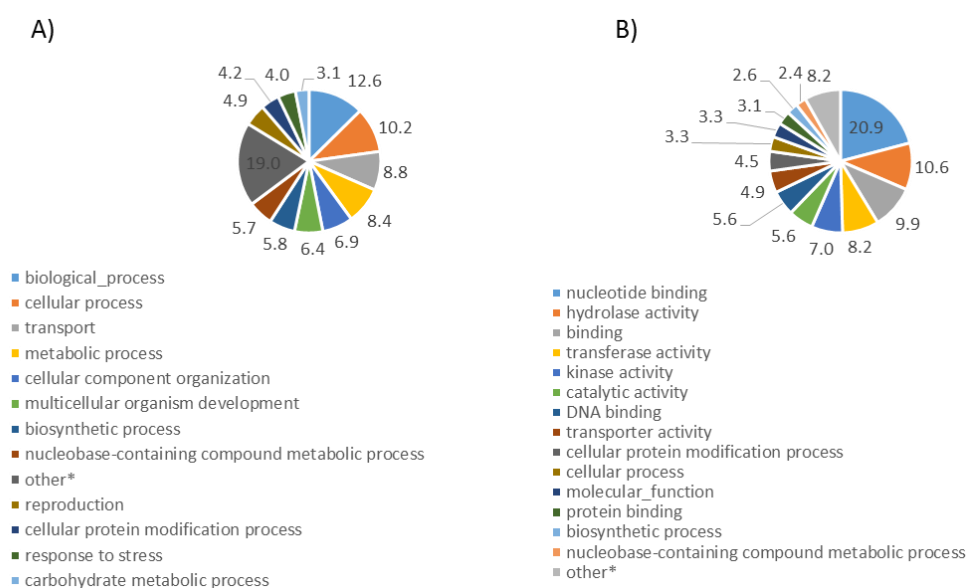 A)
4.2
4.0
3.1
12.6
4.9
10.2
19.0
8.8
5.7
8.4
5.8
6.4
6.9
biological_process
cellular process
transport
metabolic process
cellular component organization
multicellular organism development
biosynthetic process
nucleobase-containing compound metabolic process
other*
reproduction
cellular protein modification process
response to stress
carbohydrate metabolic process
B)
2.6
2.4
8.2
3.1
20.9
3.3
3.3
4.5
10.6
4.9
9.9
5.6
5.6
7.0
8.2
nucleotide binding
hydrolase activity
binding
transferase activity
kinase activity
catalytic activity
DNA binding
transporter activity
cellular protein modification process
cellular process
molecular_function
protein binding
biosynthetic process
nucleobase-containing compound metabolic process
other*